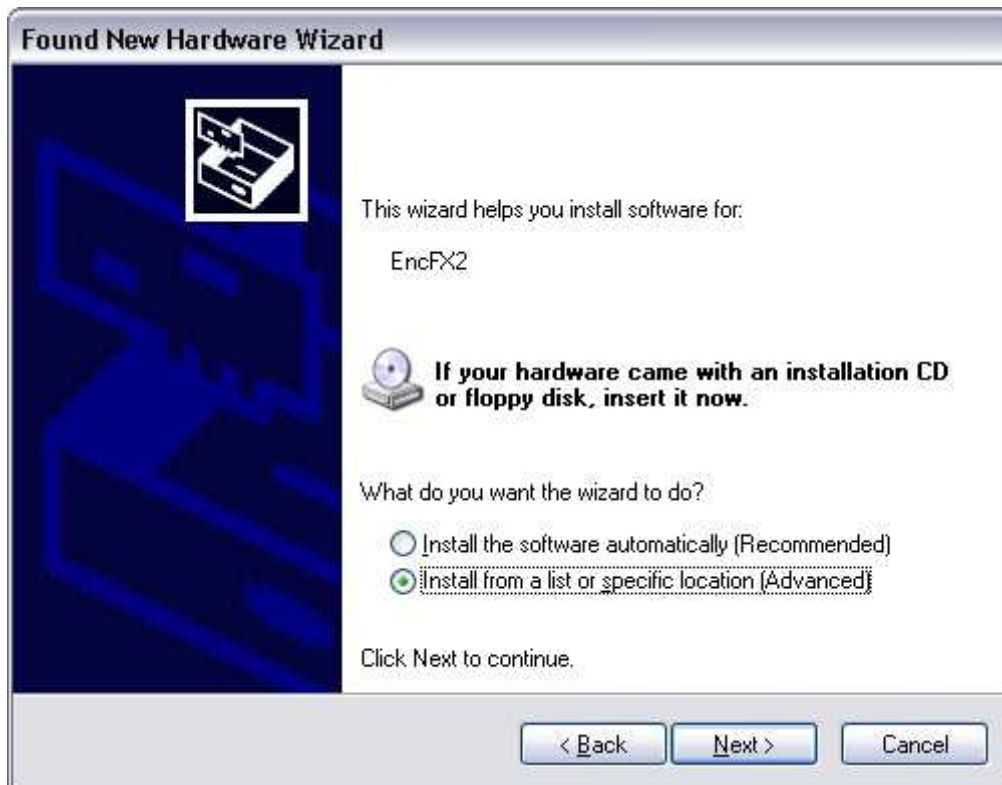 Found New Hardware Wizard
This wizard helps you install software for:
EncFX2
If your hardware came with an installation CD
or floppy disk, insert it now.
What do you want the wizard to do?
Install the software automatically (Recommended)
Install from a list or specific location (Advanced)
Click Next to continue.
< Back
Next >
Cancel